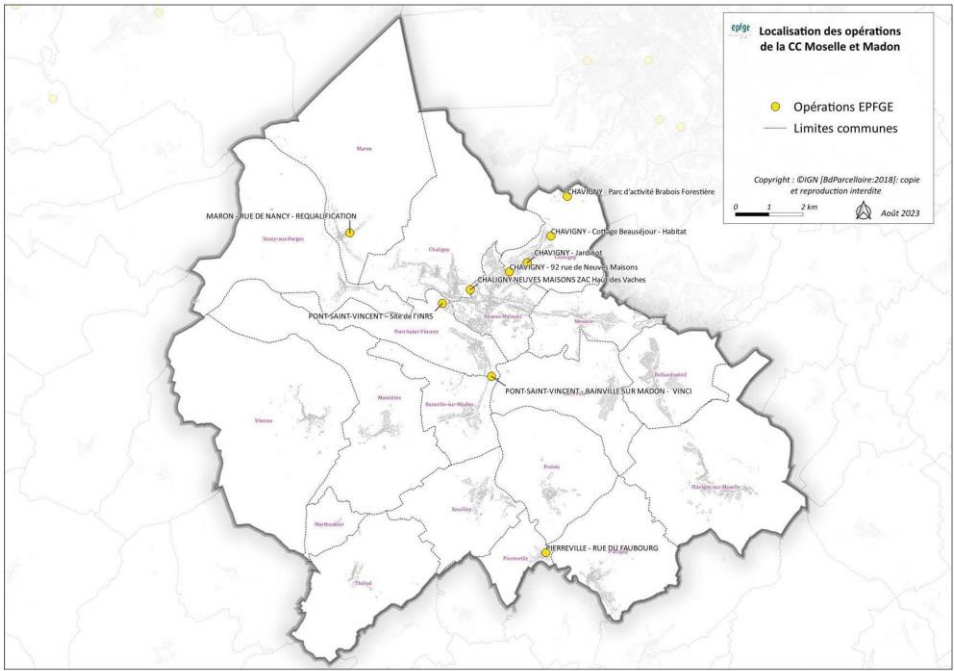 epfge
Localisation des opérations
de la CC Moselle et Madon
Opérations EPFGE
Limites communes
Copyright : ©IGN [BdParcellaire:2018]: copie
et reproduction interdite
0 1 2 km
Août 2023
Maron
CHAVIGNY - Parc d'activité Brabois Forestière
MARON - RUE DE NANCY - REQUALIFICATION
CHAVIGNY - Cottage Beauséjour - Habitat
Sexey-aux-Forges
Chaligny
CHAVIGNY - Jardinot
Chavigny
CHAVIGNY - 92 rue de Neuves Maisons
CHALIGNY NEUVES MAISONS ZAC Haut des Vaches
PONT-SAINT-VINCENT - Site de l'INRS
Neuves-Maisons
Messein
Pont-Saint-Vincent
Richardménil
PONT-SAINT-VINCENT - BAINVILLE SUR MADON - VINCI
Maizières
Bainville-sur-Madon
Viterne
Frolois
Flavigny-sur-Moselle
Xeuilley
Marthemont
PIERREVILLE - RUE DU FAUBOURG
Pierreville
Pulligny
Thélod